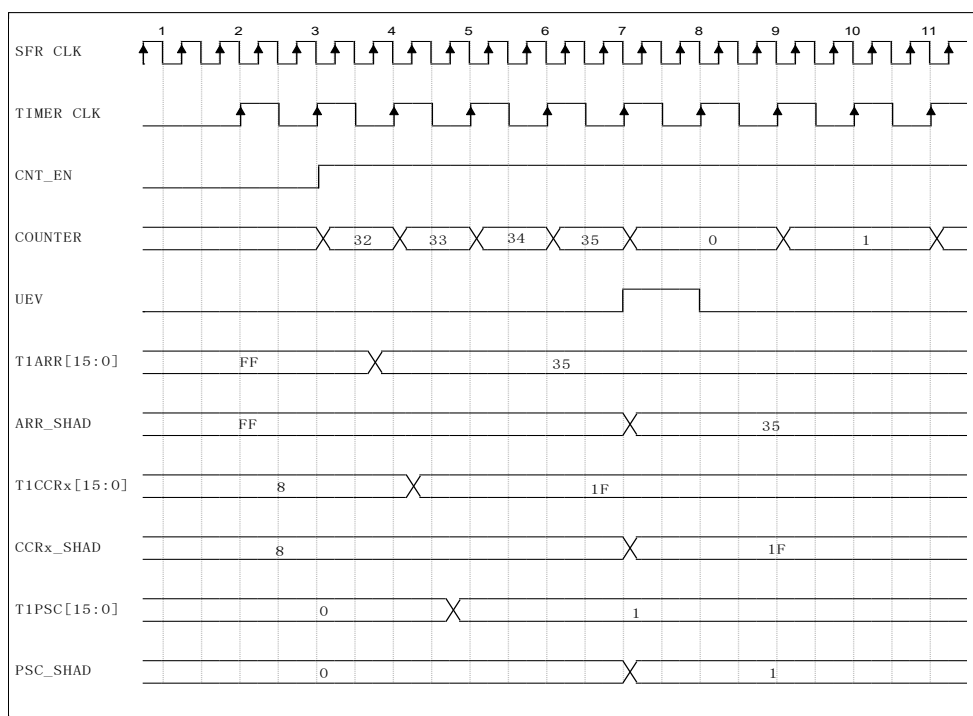 1 2 3 4 5 6 7 8 9 10 11
SFR CLK
TIMER CLK
CNT_EN
COUNTER 32 33 34 35 0 1
UEV
T1ARR[15:0] FF 35
ARR_SHAD FF 35
T1CCRx[15:0] 8 1F
CCRx_SHAD 8 1F
T1PSC[15:0] 0 1
PSC_SHAD 0 1